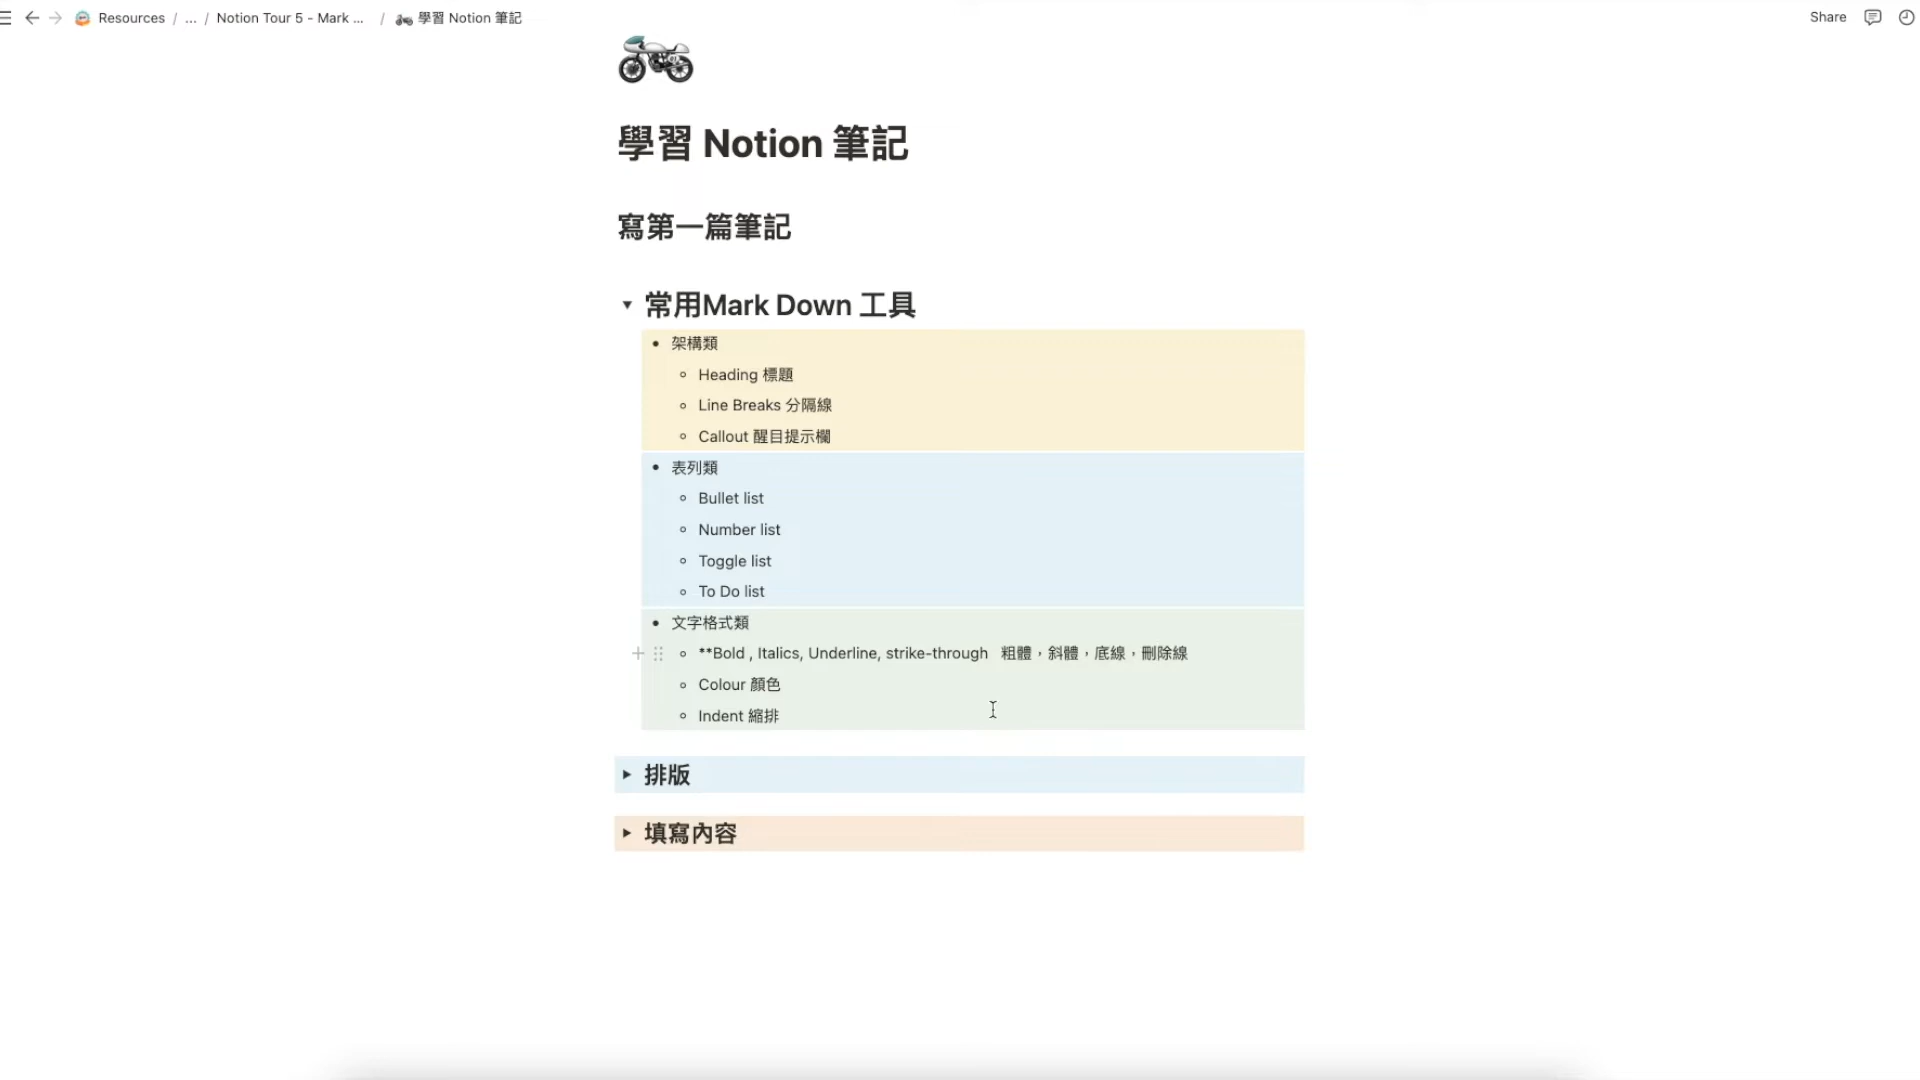 Resources / ... / Notion Tour 5 - Mark ... / 學習 Notion 筆記
Share
學習 Notion 筆記
寫第一篇筆記
常用Mark Down 工具
架構類
Heading 標題
Line Breaks 分隔線
Callout 醒目提示欄
表列類
Bullet list
Number list
Toggle list
To Do list
文字格式類
**Bold , Italics, Underline, strike-through 粗體，斜體，底線，刪除線
Colour 顏色
Indent 縮排
排版
填寫內容